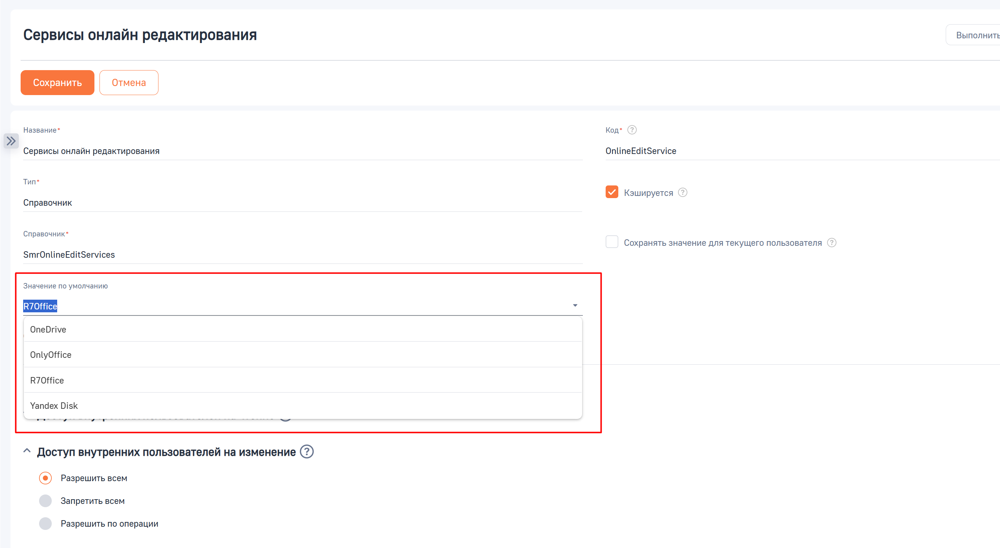 Сервисы онлайн редактирования
Выполнить
Сохранить
Отмена
Название*
Код* ?
Сервисы онлайн редактирования
OnlineEditService
Тип*
Справочник
Кэшируется ?
Справочник*
SmrOnlineEditServices
Сохранять значение для текущего пользователя ?
Значение по умолчанию
R7Office
OneDrive
OnlyOffice
R7Office
Yandex Disk
Доступ внутренних пользователей на изменение ?
Разрешить всем
Запретить всем
Разрешить по операции